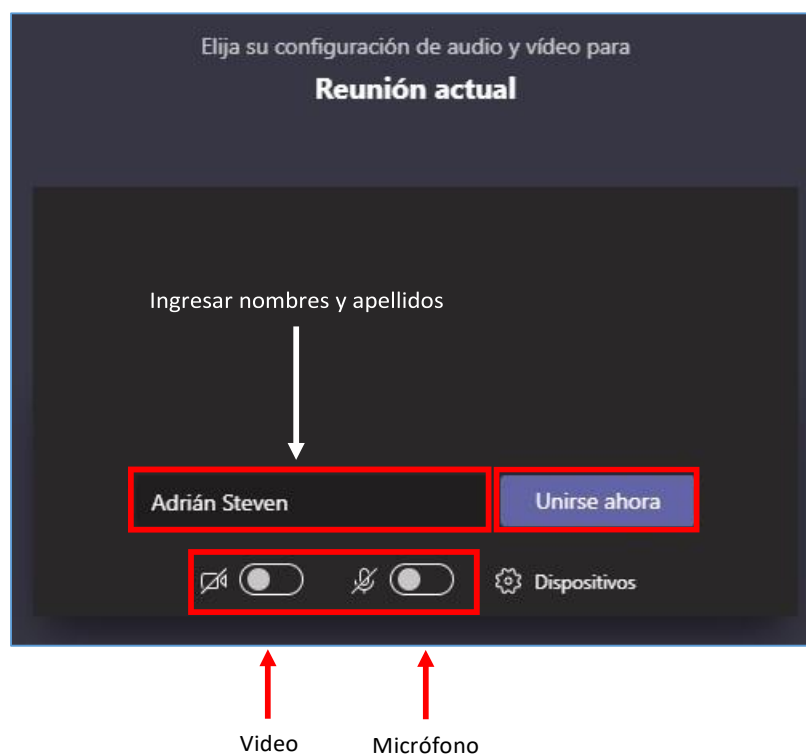 Elija su configuración de audio y vídeo para
Reunión actual
Ingresar nombres y apellidos
Adrián Steven
Unirse ahora
Dispositivos
Video
Micrófono